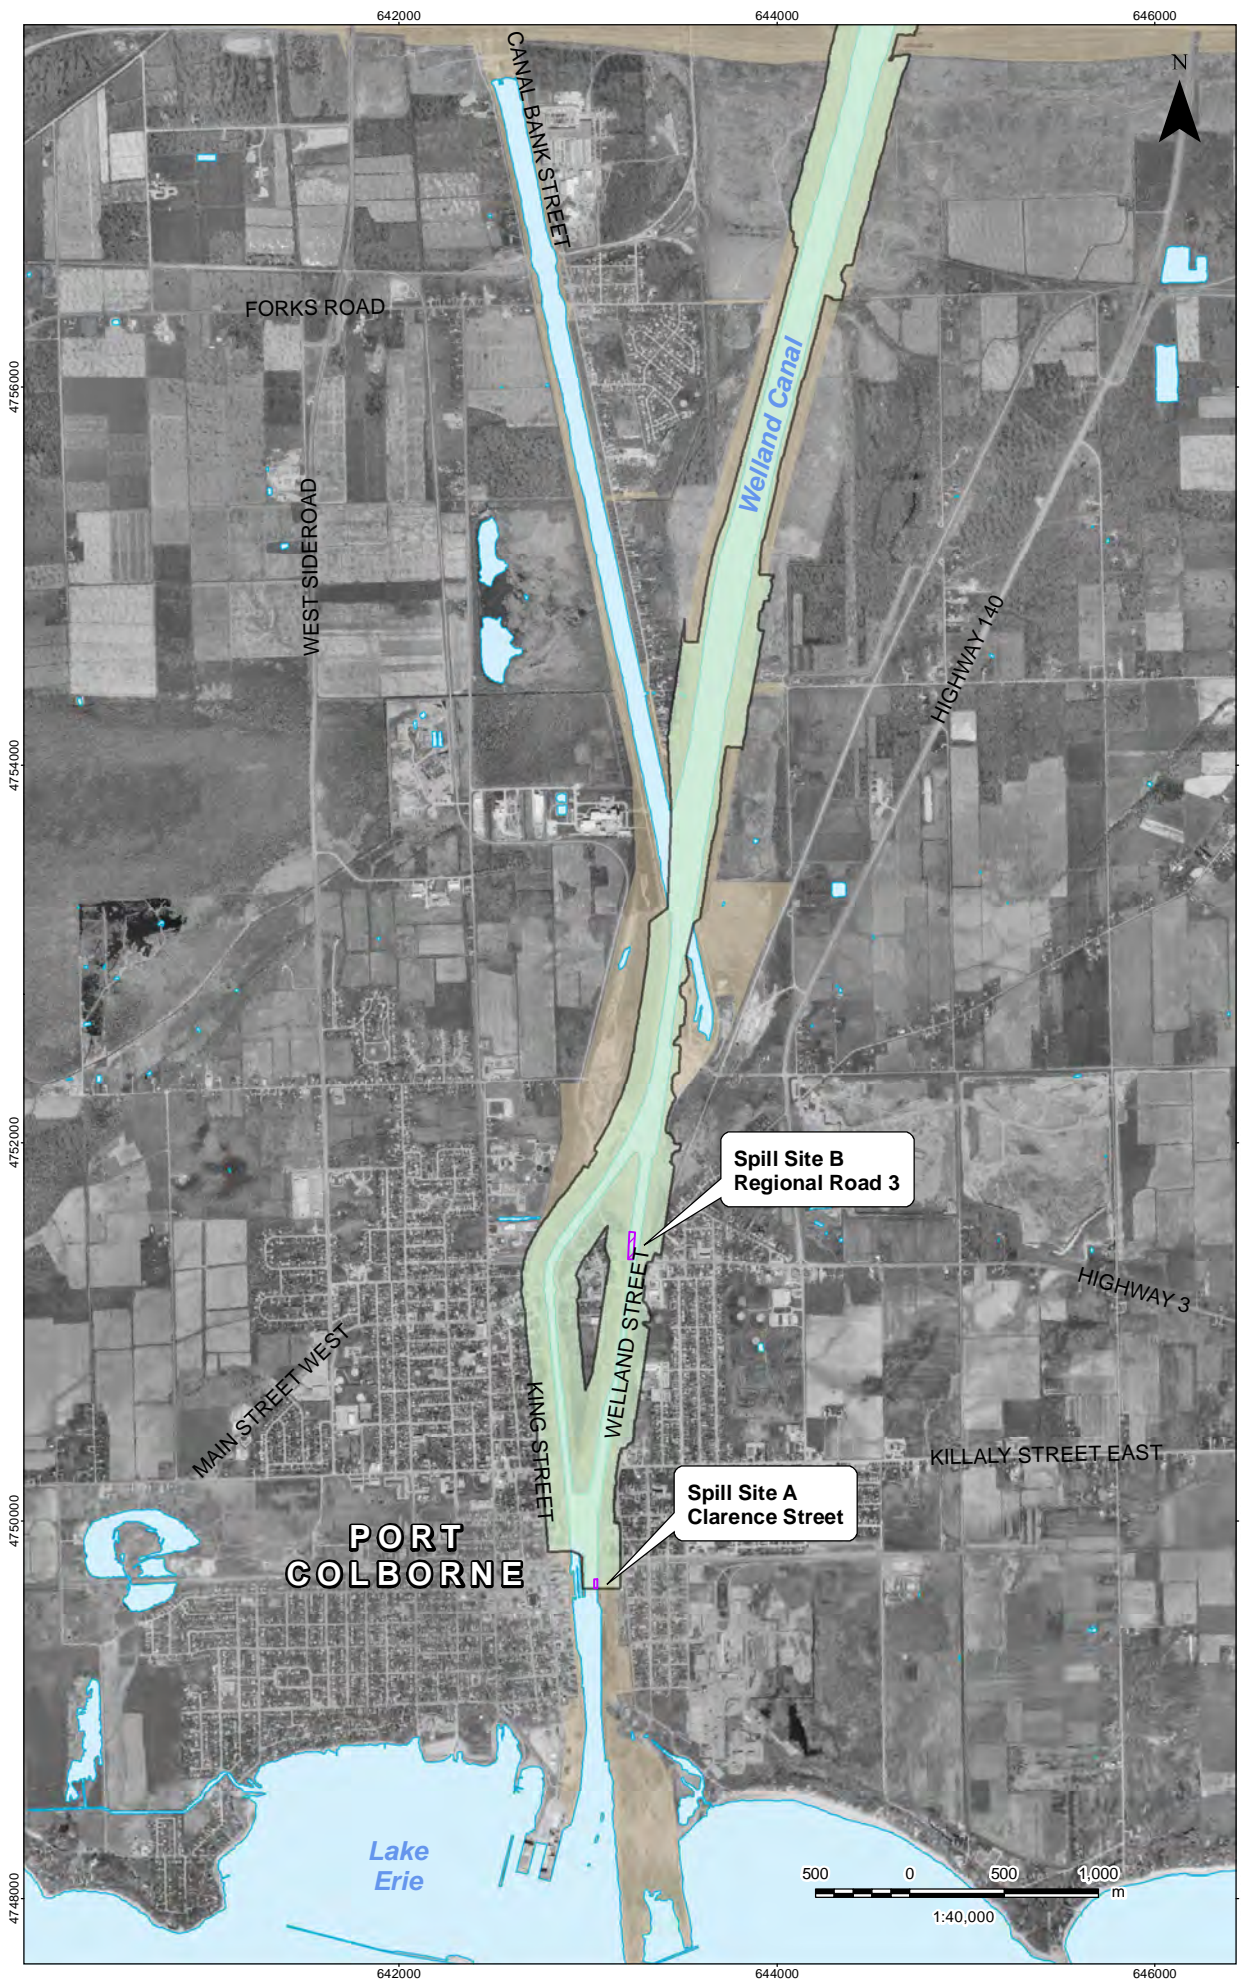 642000
644000
646000
N
CANAL BANK STREET
FORKS ROAD
4756000
Welland Canal
WEST SIDEROAD
HIGHWAY 140
4754000
4752000
Spill Site B
Regional Road 3
HIGHWAY 3
WELLAND STREET
MAIN STREET WEST
KING STREET
KILLALY STREET EAST
Spill Site A
Clarence Street
4750000
PORT
COLBORNE
Lake
Erie
500 0 500 1,000
m
1:40,000
4748000
642000
644000
646000